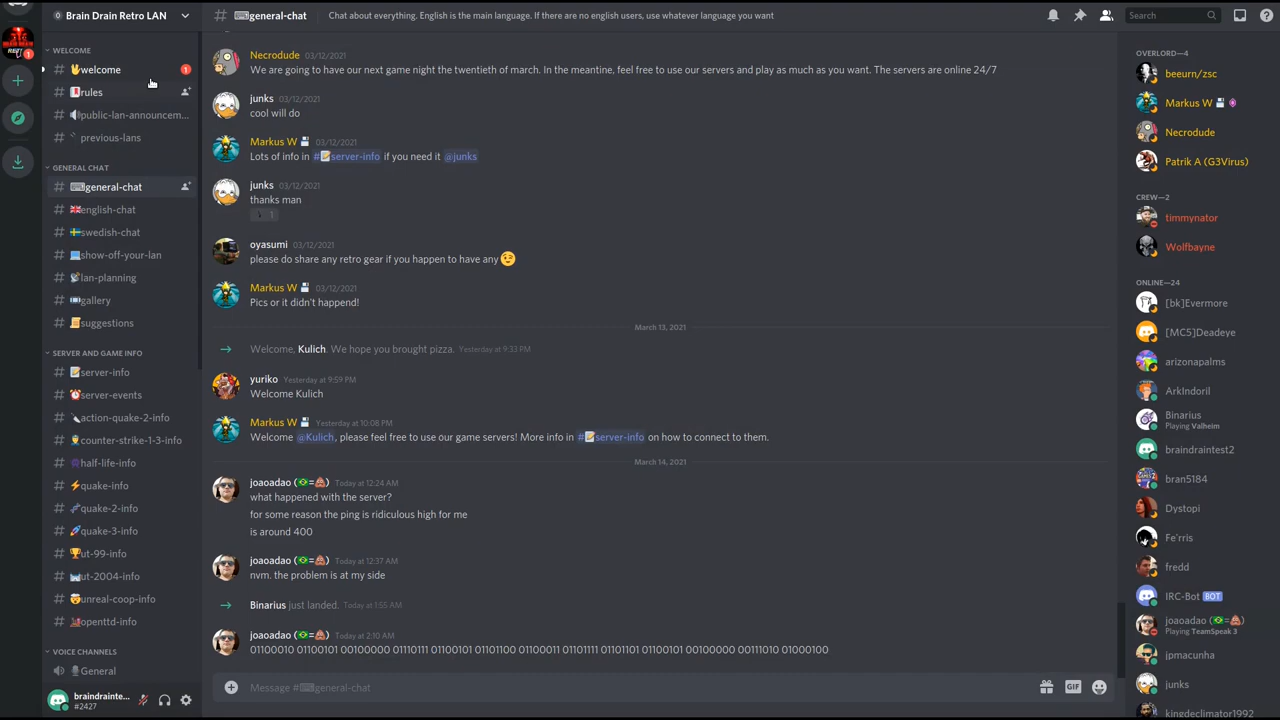 Brain Drain Retro LAN
WELCOME
welcome
1
rules
public-lan-announcem...
previous-lans
GENERAL CHAT
general-chat
english-chat
swedish-chat
show-off-your-lan
lan-planning
gallery
suggestions
SERVER AND GAME INFO
server-info
server-events
action-quake-2-info
counter-strike-1-3-info
half-life-info
quake-info
quake-2-info
quake-3-info
ut-99-info
ut-2004-info
unreal-coop-info
openttd-info
VOICE CHANNELS
General
braindrainte...
#2427
general-chat
Chat about everything. English is the main language. If there are no english users, use whatever language you want
Search
Necrodude 03/12/2021
We are going to have our next game night the twentieth of march. In the meantime, feel free to use our servers and play as much as you want. The servers are online 24/7
junks 03/12/2021
cool will do
Markus W 03/12/2021
Lots of info in #server-info if you need it @junks
junks 03/12/2021
thanks man
1
oyasumi 03/12/2021
please do share any retro gear if you happen to have any
Markus W 03/12/2021
Pics or it didn't happend!
March 13, 2021
Welcome, Kulich. We hope you brought pizza. Yesterday at 9:33 PM
yuriko Yesterday at 9:59 PM
Welcome Kulich
Markus W Yesterday at 10:08 PM
Welcome @Kulich, please feel free to use our game servers! More info in #server-info on how to connect to them.
March 14, 2021
joaoadao (🇧🇷=💩) Today at 12:24 AM
what happened with the server?
for some reason the ping is ridiculous high for me
is around 400
joaoadao (🇧🇷=💩) Today at 12:37 AM
nvm. the problem is at my side
Binarius just landed. Today at 1:55 AM
joaoadao (🇧🇷=💩) Today at 2:10 AM
01100010 01100101 00100000 01110111 01100101 01101100 01100011 01101111 01101101 01100101 00100000 00111010 01000100
Message #general-chat
GIF
OVERLORD—4
beeurn/zsc
Markus W
Necrodude
Patrik A (G3Virus)
CREW—2
timmynator
Wolfbayne
ONLINE—24
[bk]Evermore
[MC5]Deadeye
arizonapalms
ArkIndoril
Binarius
Playing Valheim
braindraintest2
bran5184
Dystopi
Fe'rris
fredd
IRC-Bot BOT
joaoadao (🇧🇷=💩)
Playing TeamSpeak 3
jpmacunha
junks
kingdeclimator1992